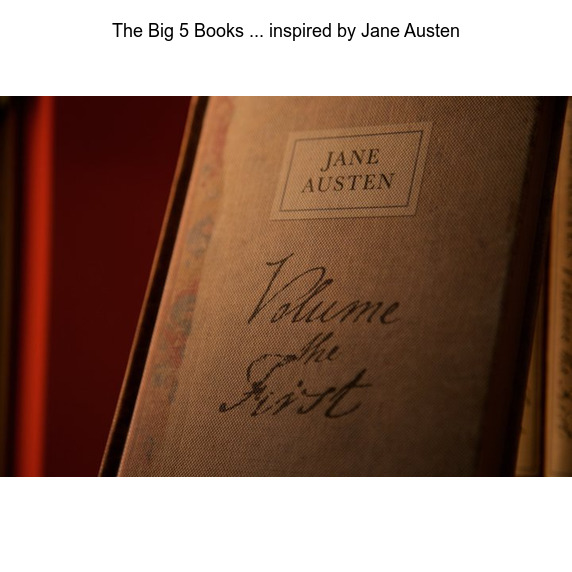 The Big 5 Books ... inspired by Jane Austen
JANE
AUSTEN
Volume
the
First